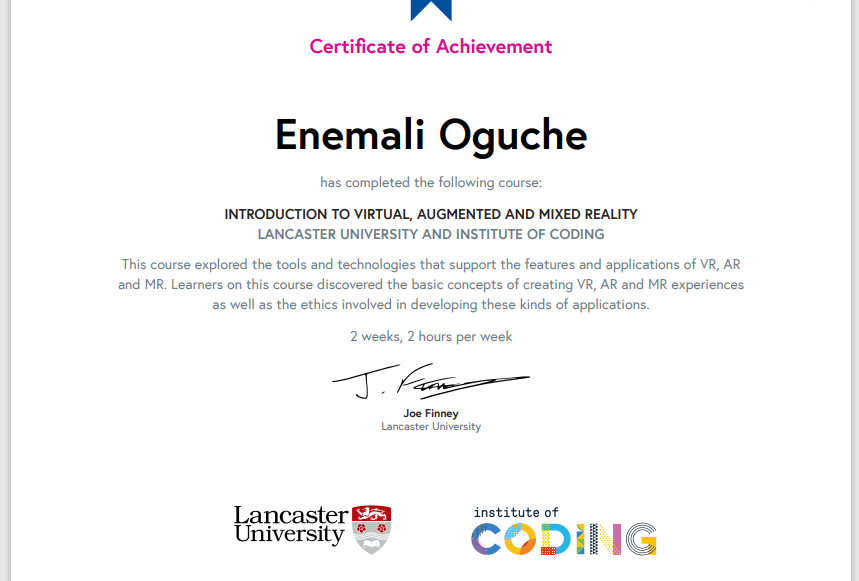 Certificate of Achievement
Enemali Oguche
has completed the following course:
INTRODUCTION TO VIRTUAL, AUGMENTED AND MIXED REALITY
LANCASTER UNIVERSITY AND INSTITUTE OF CODING
This course explored the tools and technologies that support the features and applications of VR, AR
and MR. Learners on this course discovered the basic concepts of creating VR, AR and MR experiences
as well as the ethics involved in developing these kinds of applications.
2 weeks, 2 hours per week
J. Finney
Joe Finney
Lancaster University
Lancaster
University
institute of
CODING